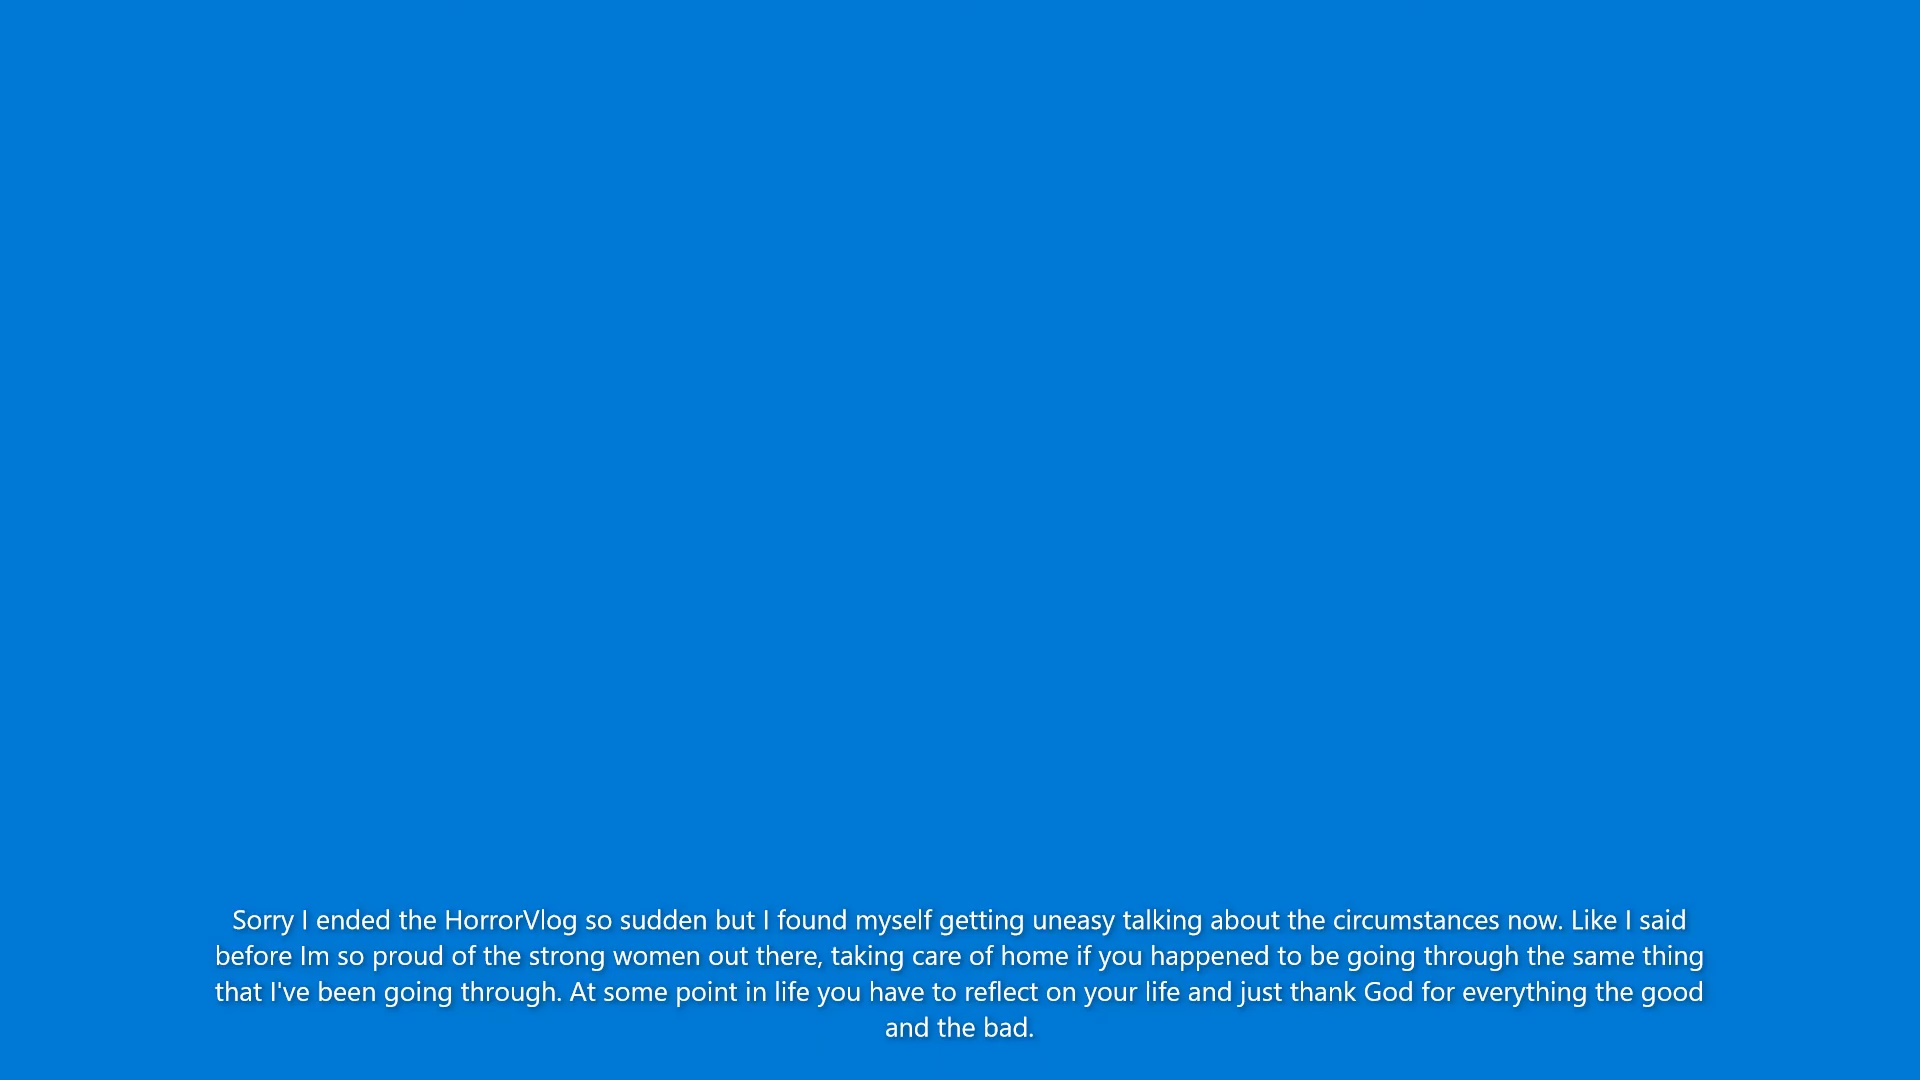 Sorry I ended the HorrorVlog so sudden but I found myself getting uneasy talking about the circumstances now. Like I said
before Im so proud of the strong women out there, taking care of home if you happened to be going through the same thing
that I've been going through. At some point in life you have to reflect on your life and just thank God for everything the good
and the bad.